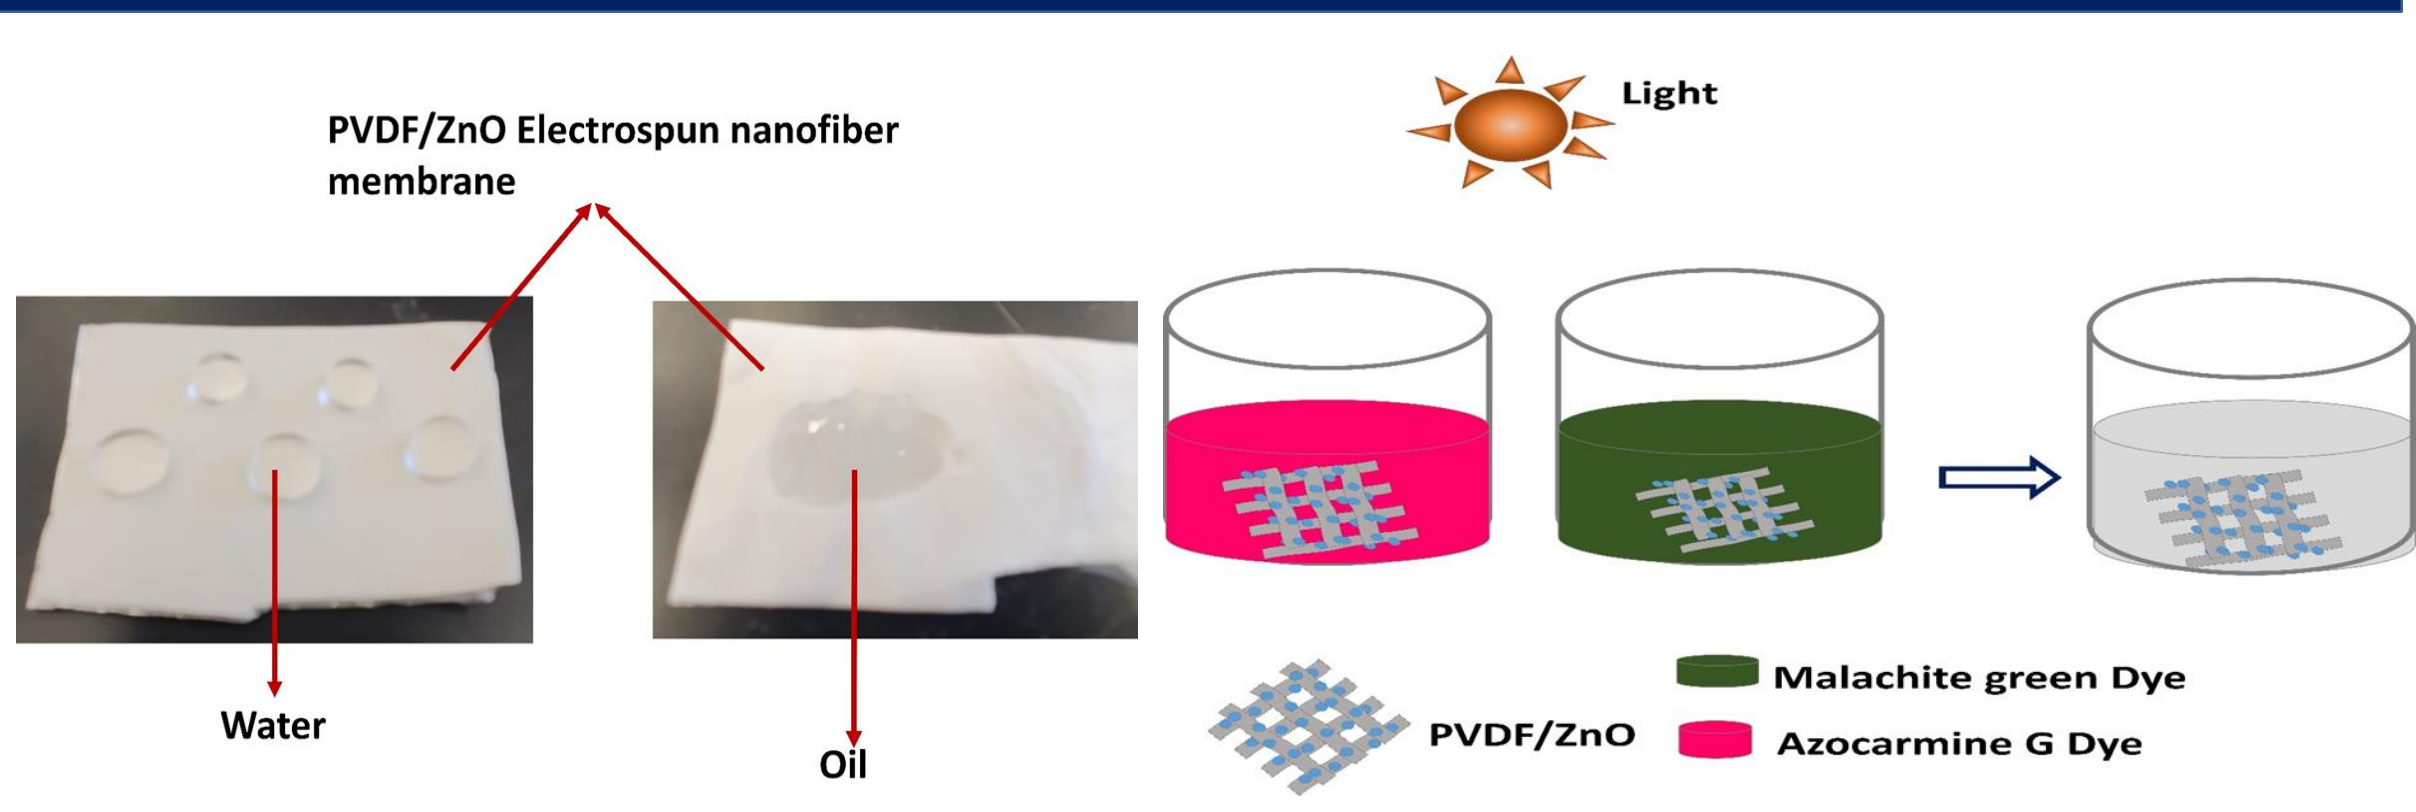 PVDF/ZnO Electrospun nanofiber
membrane
Water
Oil
Light
PVDF/ZnO
Malachite green Dye
Azocarmine G Dye